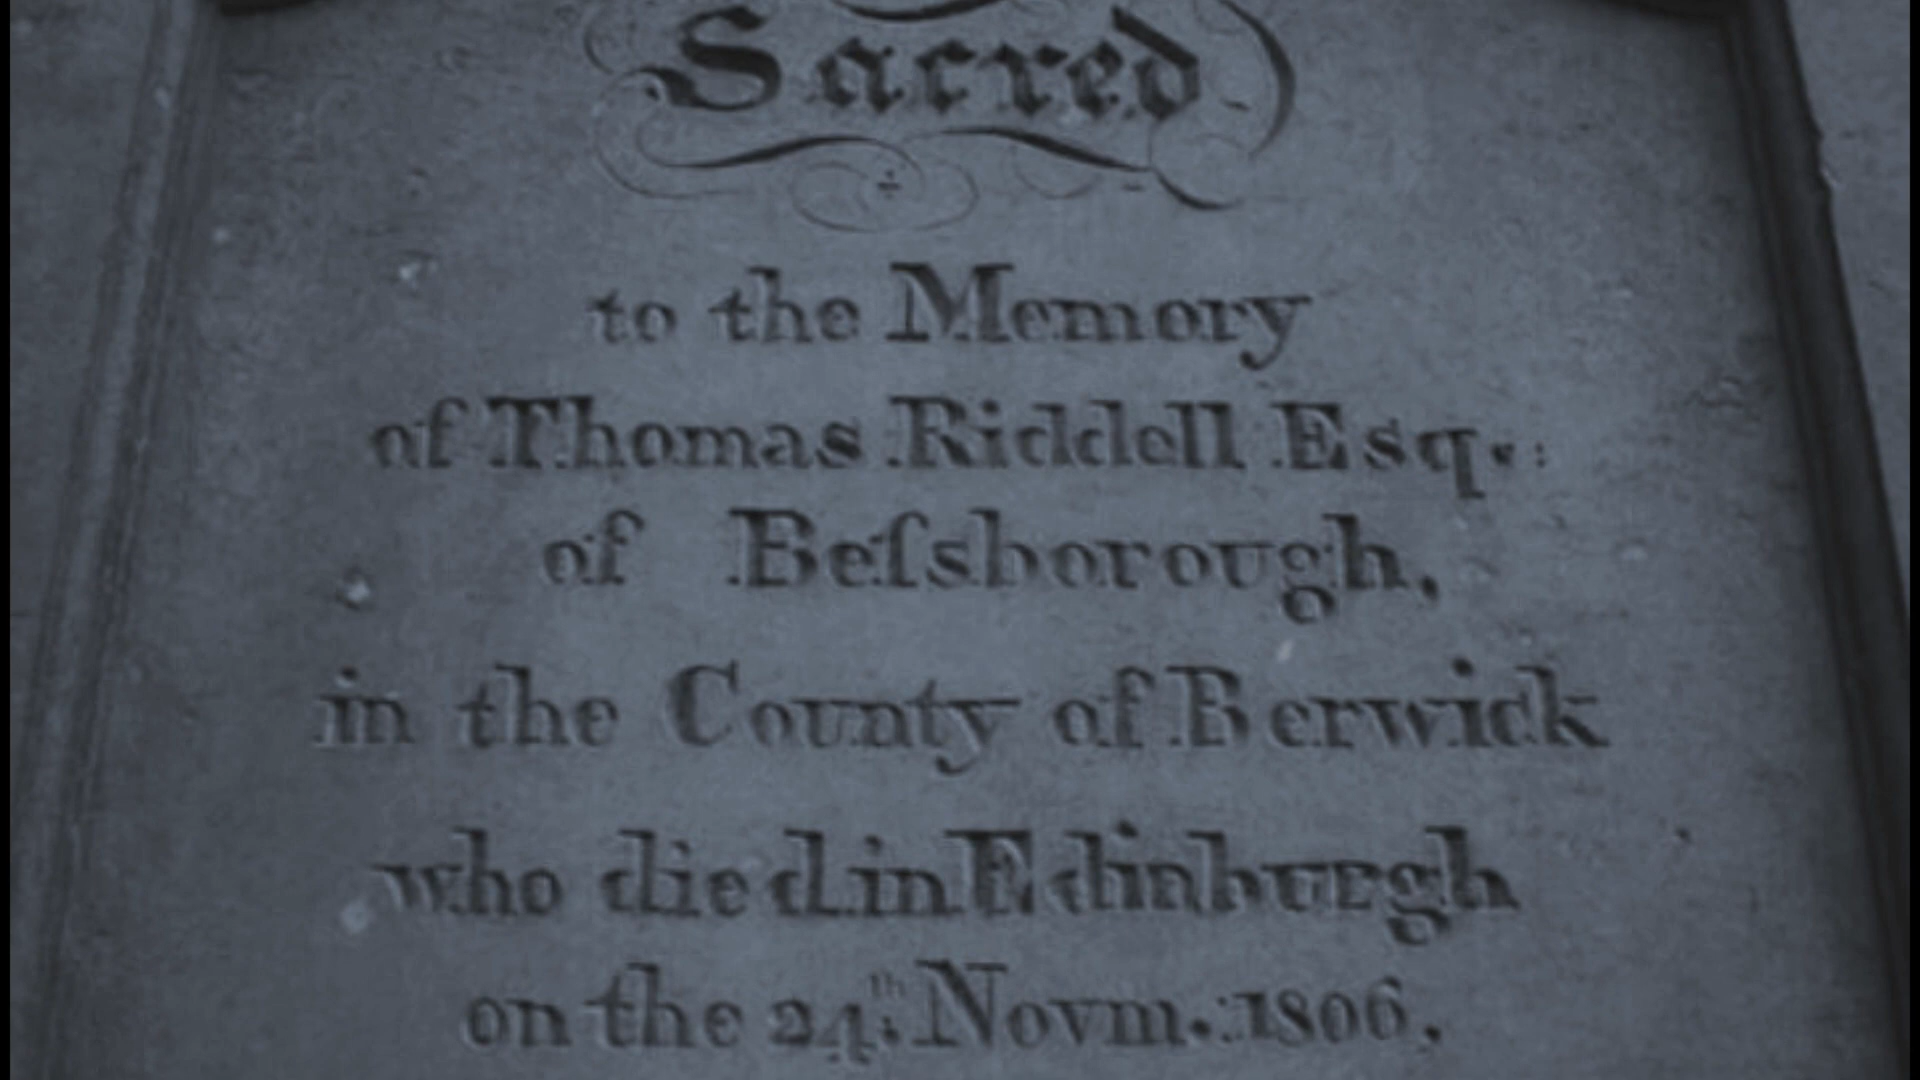 Sacred
to the Memory
of Thomas Riddell Esq.:
of Beſsborough,
in the County of Berwick
who died in Edinburgh
on the 24th. Novm. 1806.